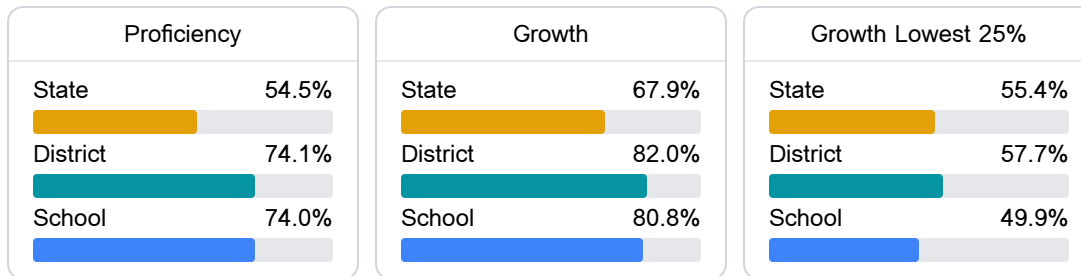 Proficiency
State 54.5%
District 74.1%
School 74.0%
Growth
State 67.9%
District 82.0%
School 80.8%
Growth Lowest 25%
State 55.4%
District 57.7%
School 49.9%